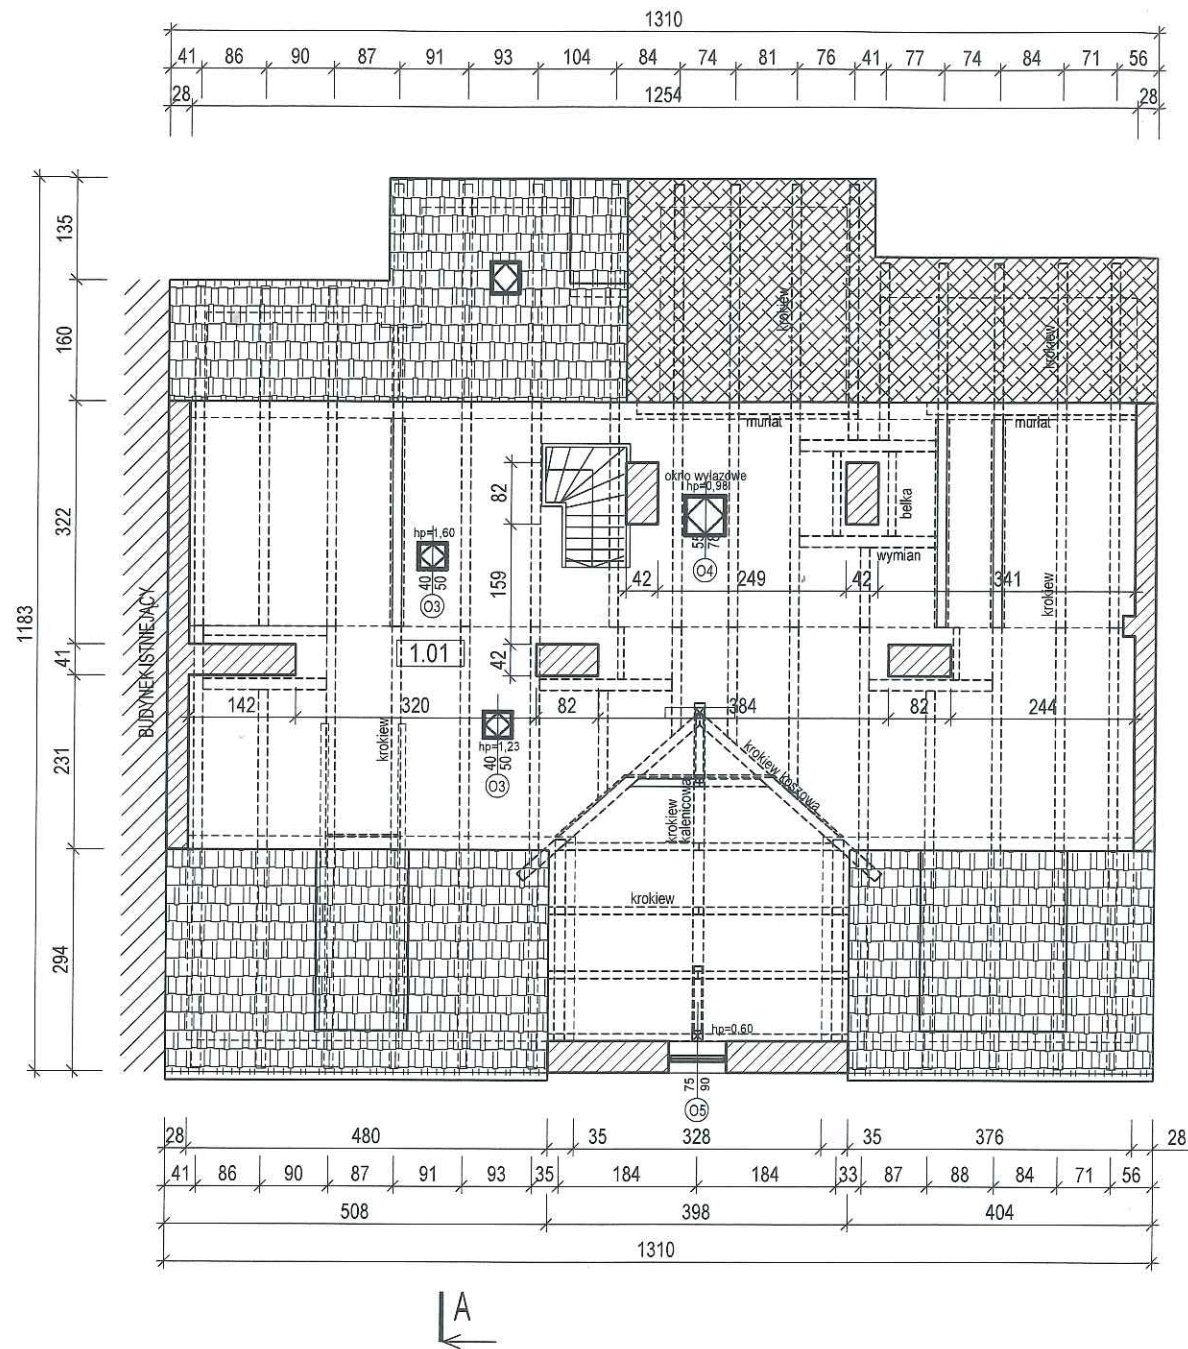 1310
41 86 90 87 91 93 104 84 74 81 76 41 77 74 84 71 56
28 1254 28
135
160
322
41
231
294
1183
BUDYNEK ISTNIEJĄCY
krokiew
krokiew
murłat
murłat
82
okno wyłazowe
hp=0,98
55
78
O4
belka
wymian
hp=1,60
40
50
O3
159
42 249 42 341
krokiew
1.01
42
142 320 82 384 82 244
krokiew
hp=1,23
40
50
O3
krokiew koszowa
krokiew
kalenicowa
krokiew
hp=0.60
75
90
O5
28 480 35 328 35 376 28
41 86 90 87 91 93 35 184 184 33 87 88 84 71 56
508 398 404
1310
A